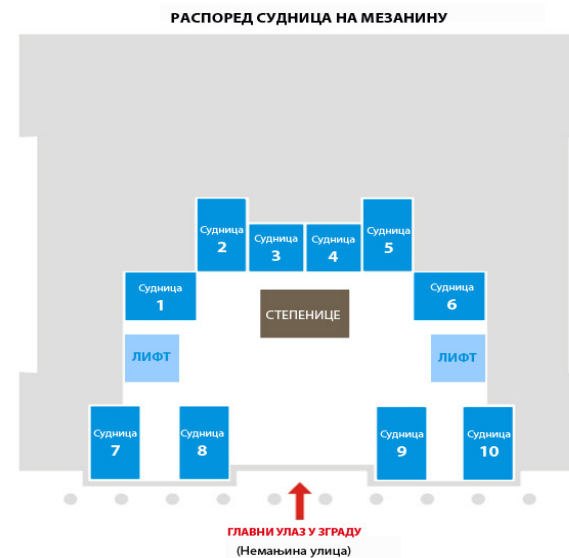 РАСПОРЕД СУДНИЦА НА МЕЗАНИНУ
Судница
2
Судница
3
Судница
4
Судница
5
Судница
1
Судница
6
СТЕПЕНИЦЕ
ЛИФТ
ЛИФТ
Судница
7
Судница
8
Судница
9
Судница
10
ГЛАВНИ УЛАЗ У ЗГРАДУ
(Немањина улица)